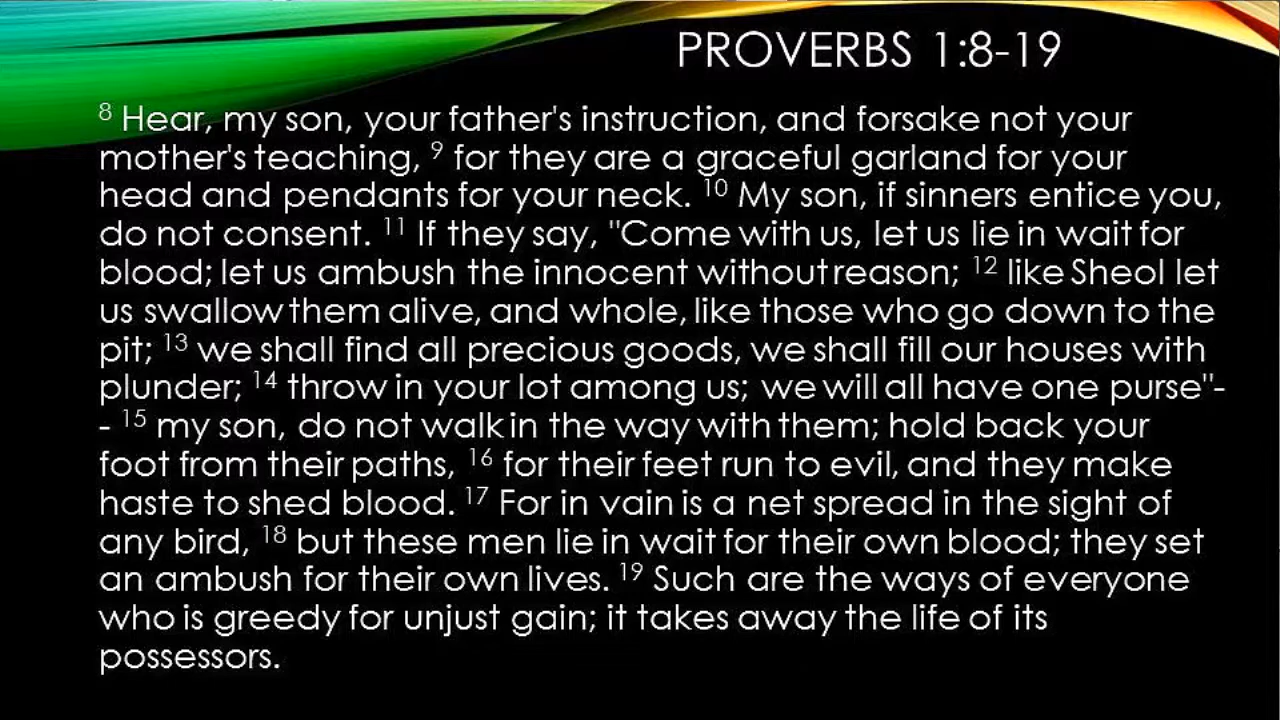 PROVERBS 1:8-19
8 Hear, my son, your father's instruction, and forsake not your
mother's teaching, 9 for they are a graceful garland for your
head and pendants for your neck. 10 My son, if sinners entice you,
do not consent. 11 If they say, "Come with us, let us lie in wait for
blood; let us ambush the innocent without reason; 12 like Sheol let
us swallow them alive, and whole, like those who go down to the
pit; 13 we shall find all precious goods, we shall fill our houses with
plunder; 14 throw in your lot among us; we will all have one purse"-
- 15 my son, do not walk in the way with them; hold back your
foot from their paths, 16 for their feet run to evil, and they make
haste to shed blood. 17 For in vain is a net spread in the sight of
any bird, 18 but these men lie in wait for their own blood; they set
an ambush for their own lives. 19 Such are the ways of everyone
who is greedy for unjust gain; it takes away the life of its
possessors.